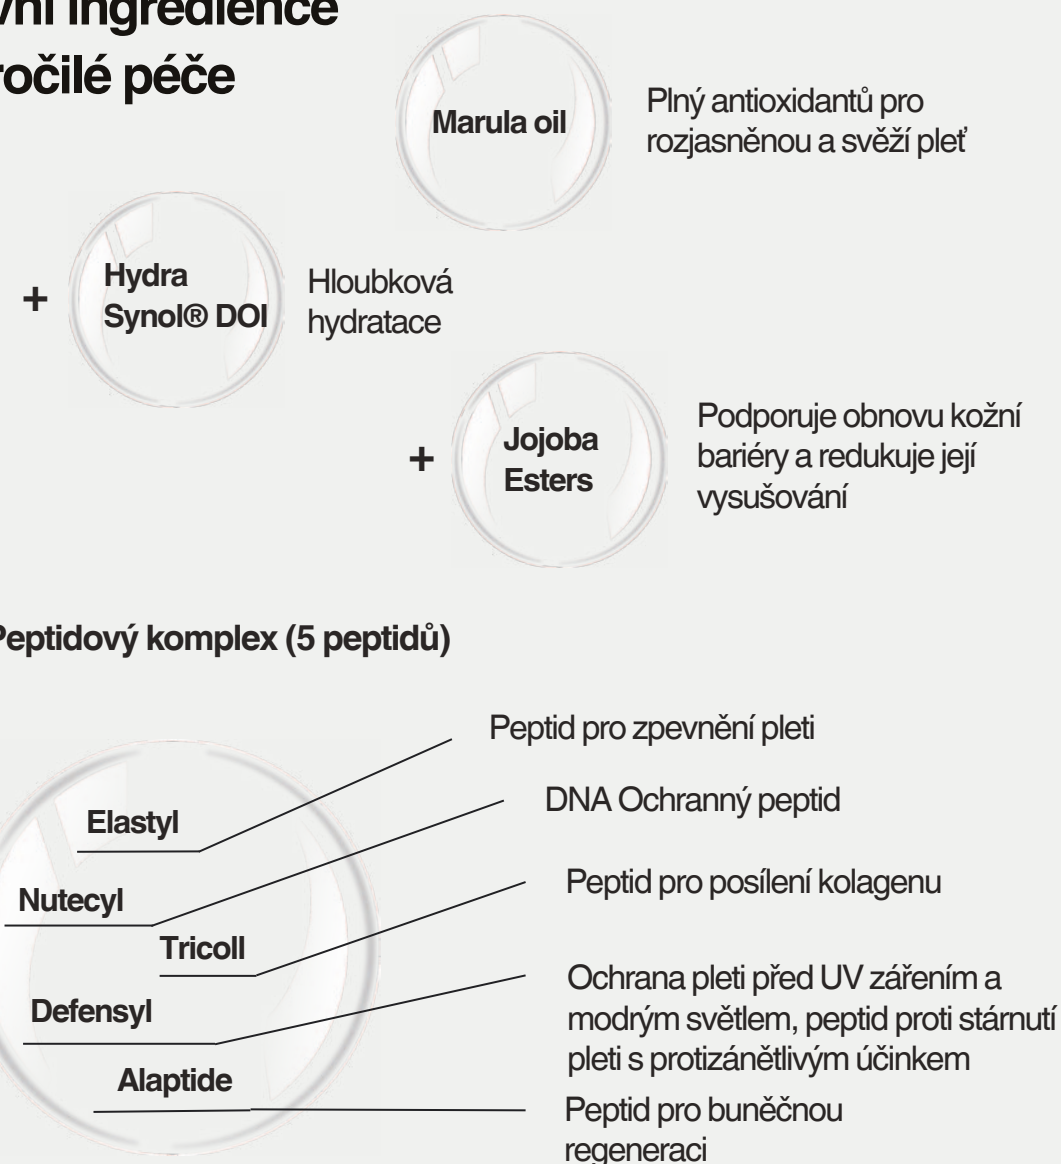 vní ingredience
ročilé péče
Marula oil
Plný antioxidantů pro
rozjasněnou a svěží pleť
+
Hydra
Synol® DOI
Hloubková
hydratace
+
Jojoba
Esters
Podporuje obnovu kožní
bariéry a redukuje její
vysušování
Peptidový komplex (5 peptidů)
Elastyl
Peptid pro zpevnění pleti
Nutecyl
DNA Ochranný peptid
Tricoll
Peptid pro posílení kolagenu
Defensyl
Ochrana pleti před UV zářením a
modrým světlem, peptid proti stárnutí
pleti s protizánětlivým účinkem
Alaptide
Peptid pro buněčnou
regeneraci